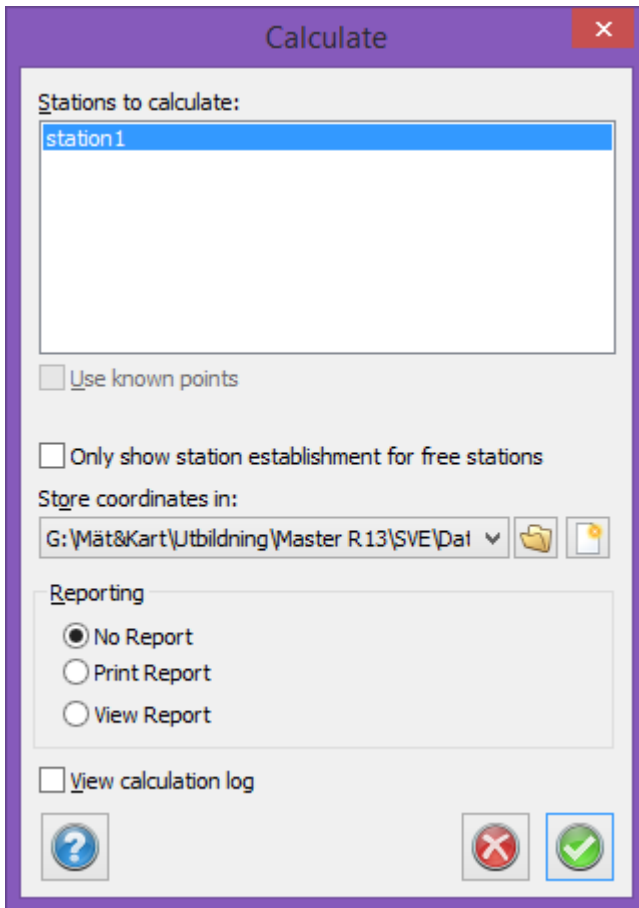 Calculate
Stations to calculate:
station1
Use known points
Only show station establishment for free stations
Store coordinates in:
G:\Mät&Kart\Utbildning\Master R13\SVE\Dat
Reporting
No Report
Print Report
View Report
View calculation log